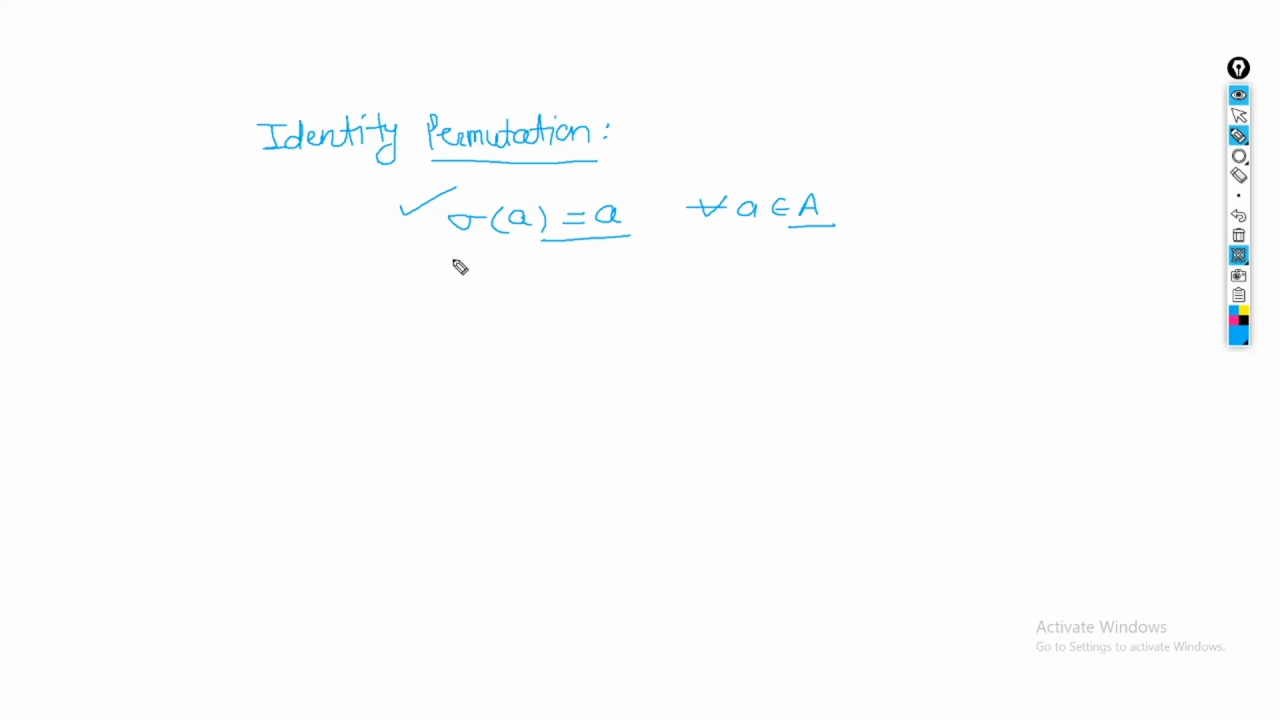 Identity Permutation:
σ(a) = a ∀ a ∈ A
Activate Windows
Go to Settings to activate Windows.